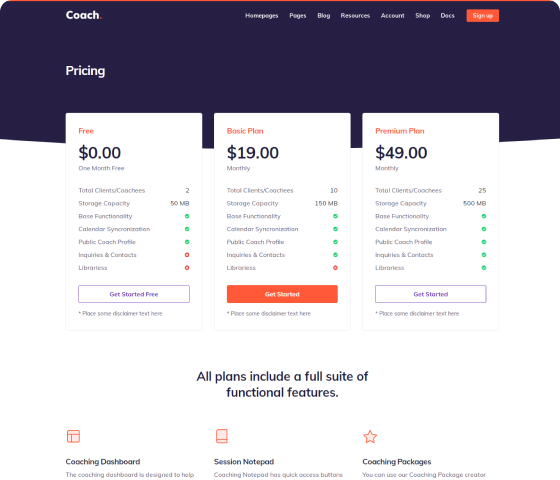 Coach.
Homepages Pages Blog Resources Account Shop Docs Sign up
Pricing
Free
$0.00
One Month Free
Total Clients/Coachees 2
Storage Capacity 50 MB
Base Functionality
Calendar Syncronization
Public Coach Profile
Inquiries & Contacts
Librariess
Get Started Free
* Place some disclaimer text here
Basic Plan
$19.00
Monthly
Total Clients/Coachees 10
Storage Capacity 150 MB
Base Functionality
Calendar Syncronization
Public Coach Profile
Inquiries & Contacts
Librariess
Get Started
* Place some disclaimer text here
Premium Plan
$49.00
Monthly
Total Clients/Coachees 25
Storage Capacity 500 MB
Base Functionality
Calendar Syncronization
Public Coach Profile
Inquiries & Contacts
Librariess
Get Started
* Place some disclaimer text here
All plans include a full suite of
functional features.
Coaching Dashboard
The coaching dashboard is designed to help
Session Notepad
Coaching Notepad has quick access buttons
Coaching Packages
You can use our Coaching Package creator